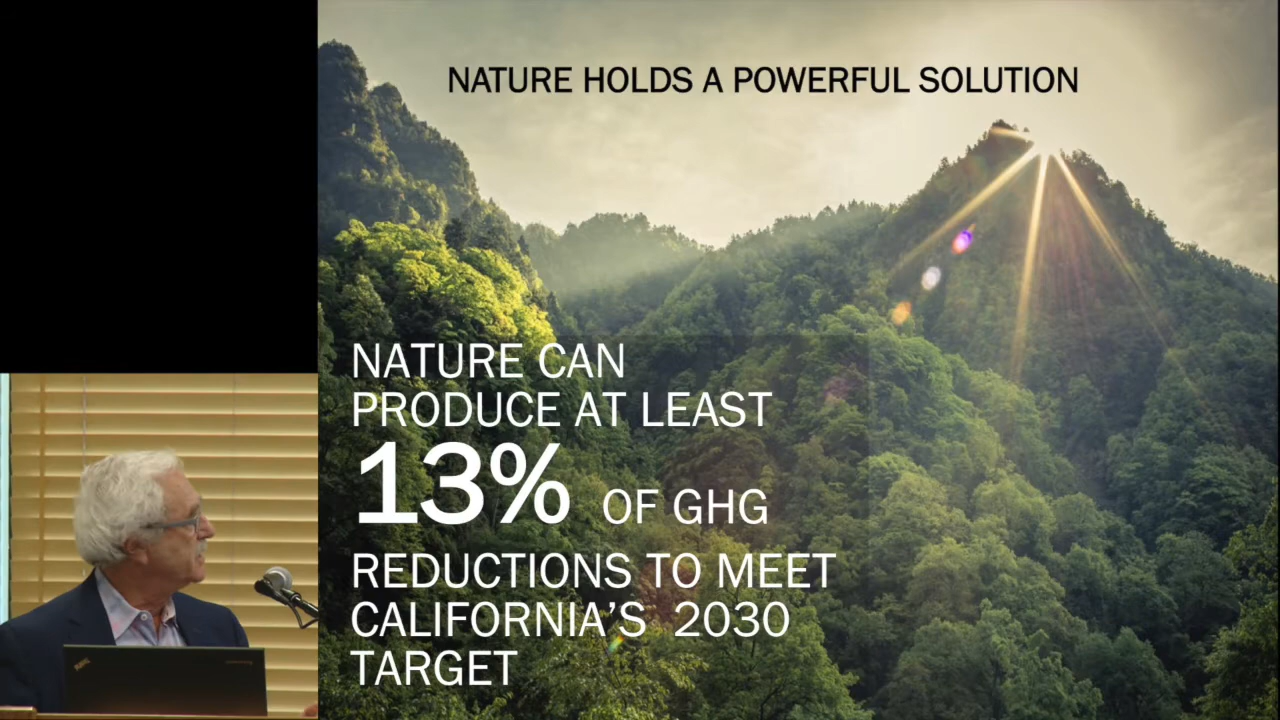 NATURE HOLDS A POWERFUL SOLUTION
NATURE CAN
PRODUCE AT LEAST
13% OF GHG
REDUCTIONS TO MEET
CALIFORNIA'S 2030
TARGET